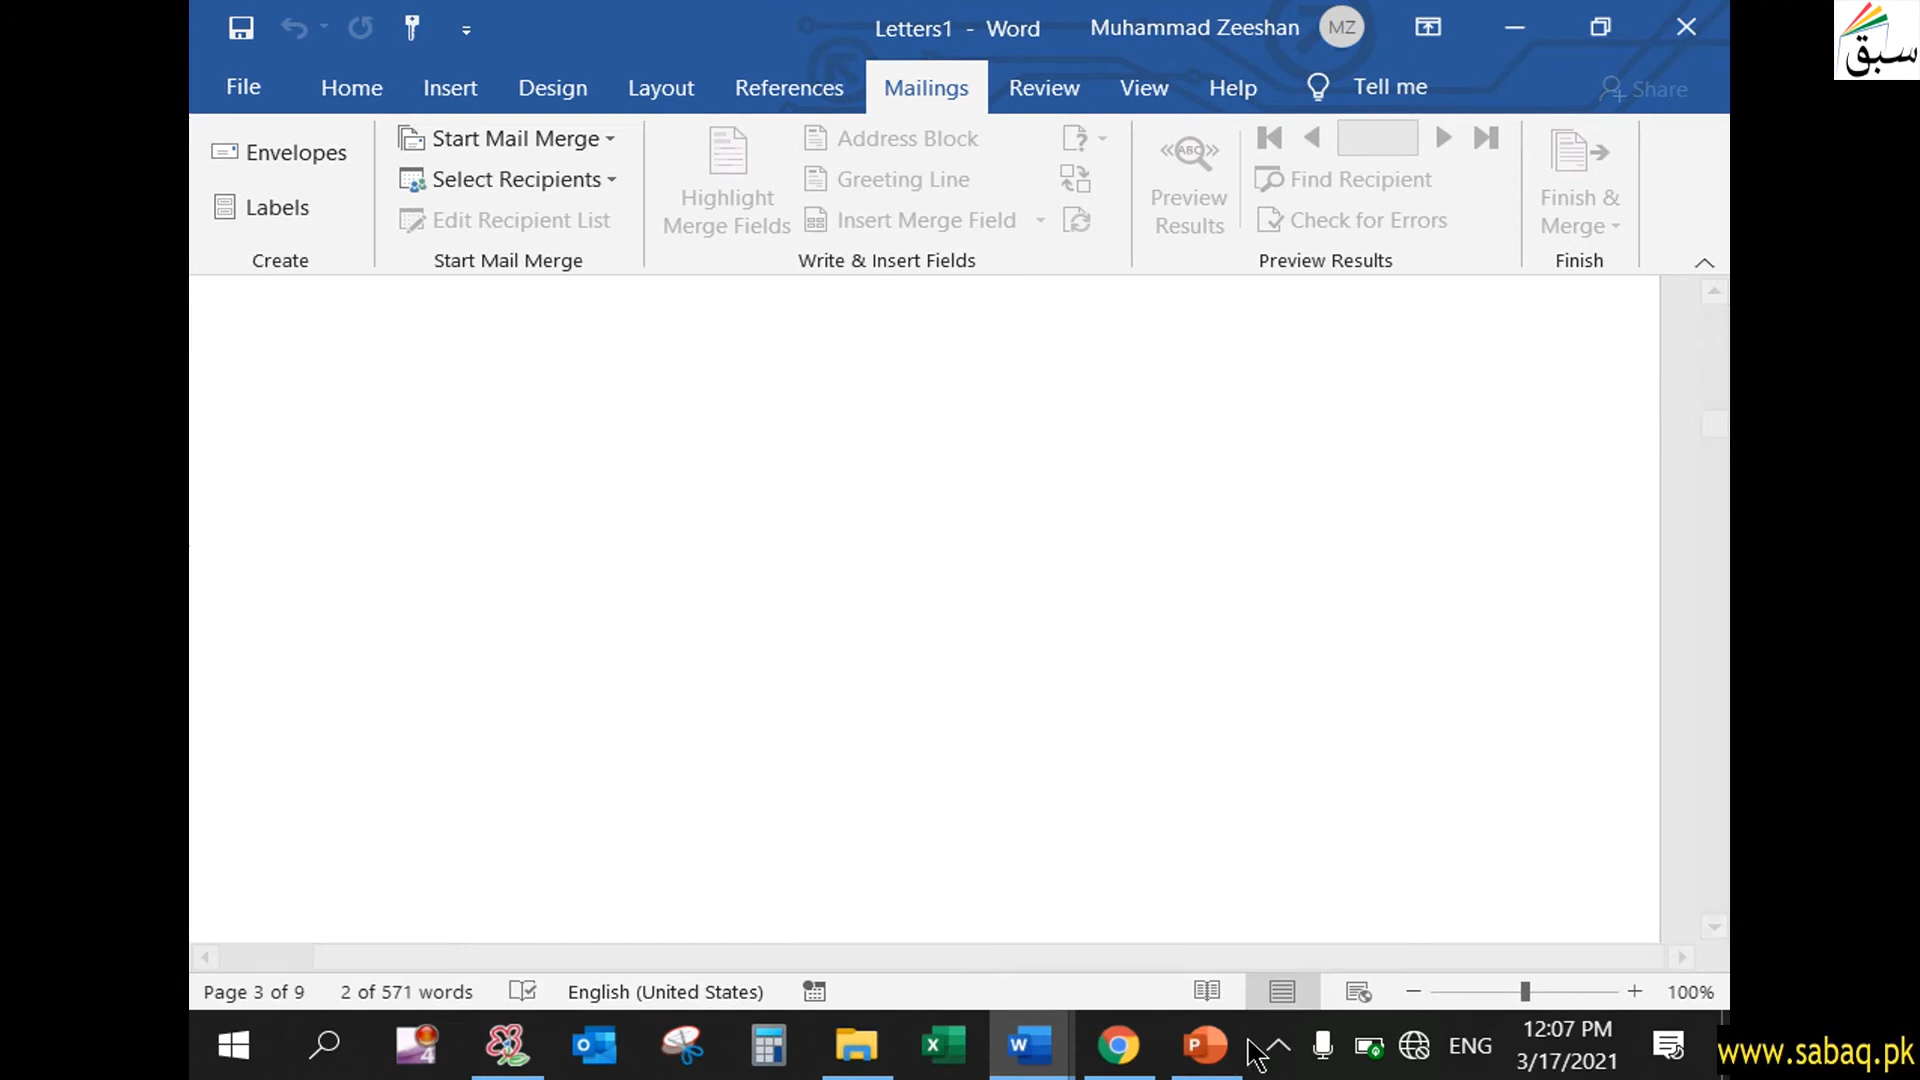 Letters1 - Word
Muhammad Zeeshan
MZ
سبق
File
Home
Insert
Design
Layout
References
Mailings
Review
View
Help
Tell me
Share
Envelopes
Labels
Create
Start Mail Merge
Select Recipients
Edit Recipient List
Start Mail Merge
Highlight
Merge Fields
Address Block
Greeting Line
Insert Merge Field
Write & Insert Fields
ABC
Preview
Results
Find Recipient
Check for Errors
Preview Results
Finish &
Merge
Finish
Page 3 of 9
2 of 571 words
English (United States)
100%
4
O
X
W
P
ENG
12:07 PM
3/17/2021
www.sabaq.pk